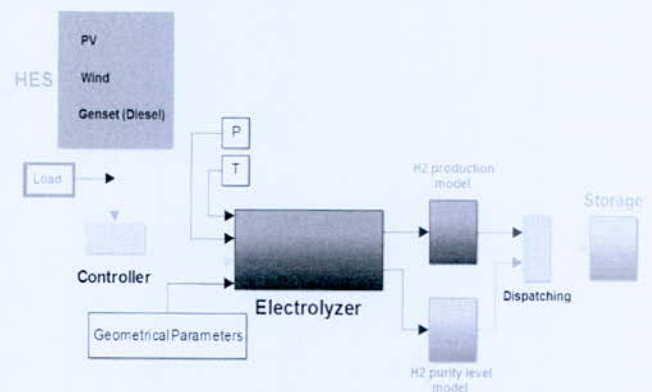 PV
HES
Wind
Genset (Diesel)
P
Load
T
H2 production
model
Storage
Controller
Electrolyzer
Dispatching
Geometrical Parameters
H2 purity level
model